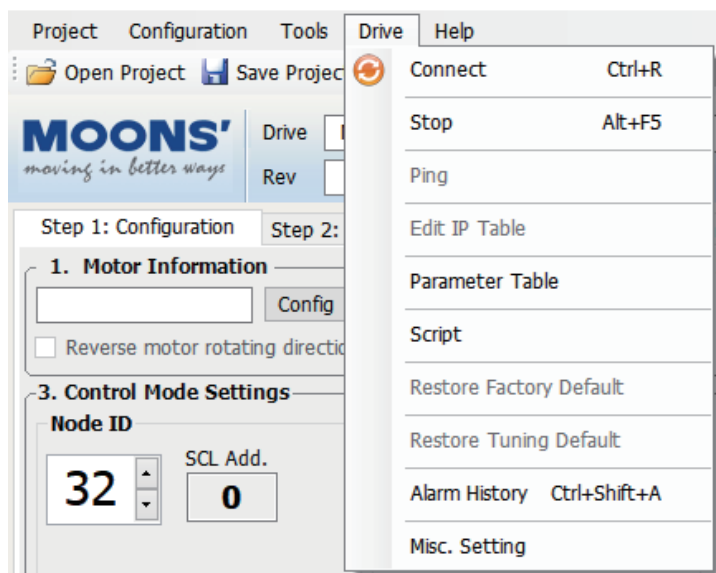 Project Configuration Tools Drive Help
Open Project Save Projec
Connect Ctrl+R
Stop Alt+F5
Ping
Edit IP Table
Parameter Table
Script
Restore Factory Default
Restore Tuning Default
Alarm History Ctrl+Shift+A
Misc. Setting
MOONS'
moving in better ways
Drive
Rev
Step 1: Configuration Step 2:
1. Motor Information
Config
Reverse motor rotating directio
3. Control Mode Settings
Node ID
32
SCL Add.
0